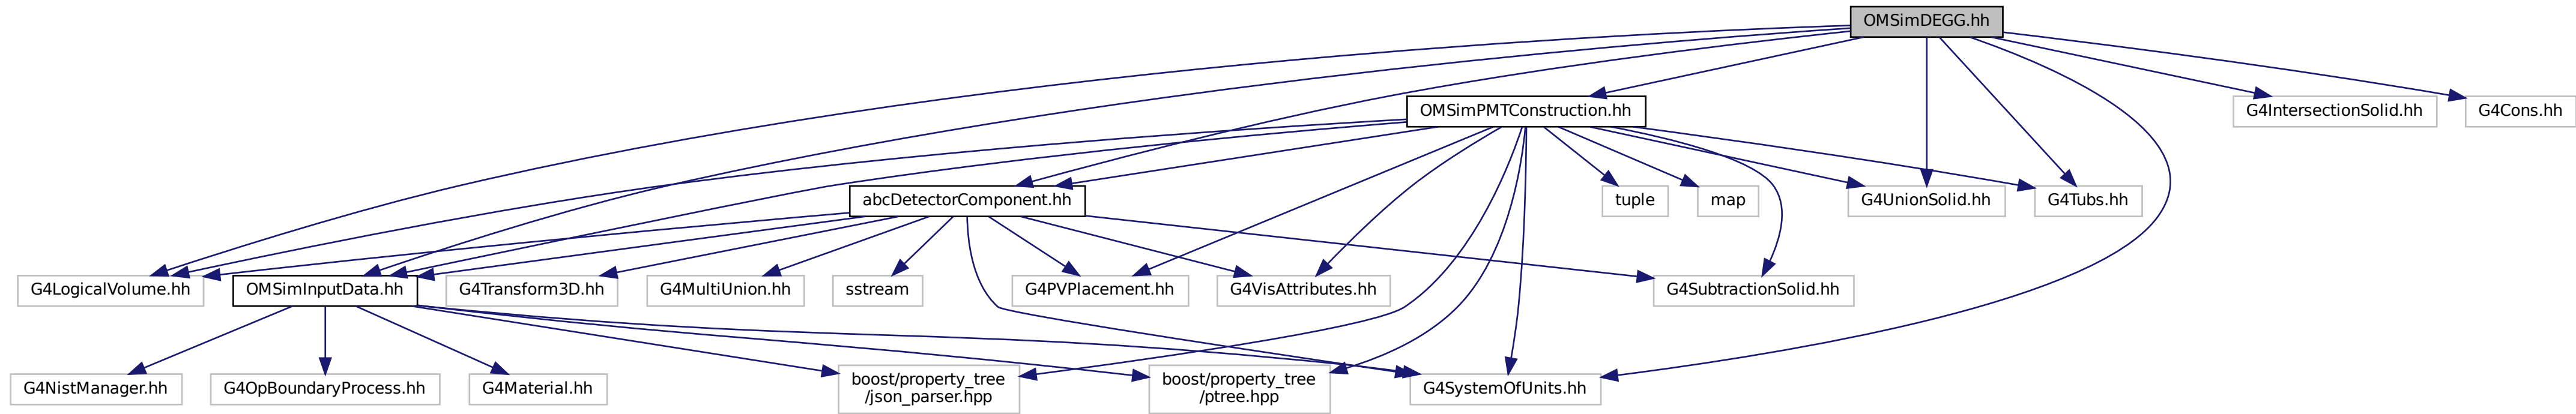 OMSimDEGG.hh
OMSimPMTConstruction.hh
G4IntersectionSolid.hh
G4Cons.hh
abcDetectorComponent.hh
tuple
map
G4UnionSolid.hh
G4Tubs.hh
G4LogicalVolume.hh
OMSimInputData.hh
G4Transform3D.hh
G4MultiUnion.hh
sstream
G4PVPlacement.hh
G4VisAttributes.hh
G4SubtractionSolid.hh
G4NistManager.hh
G4OpBoundaryProcess.hh
G4Material.hh
boost/property_tree
/json_parser.hpp
boost/property_tree
/ptree.hpp
G4SystemOfUnits.hh